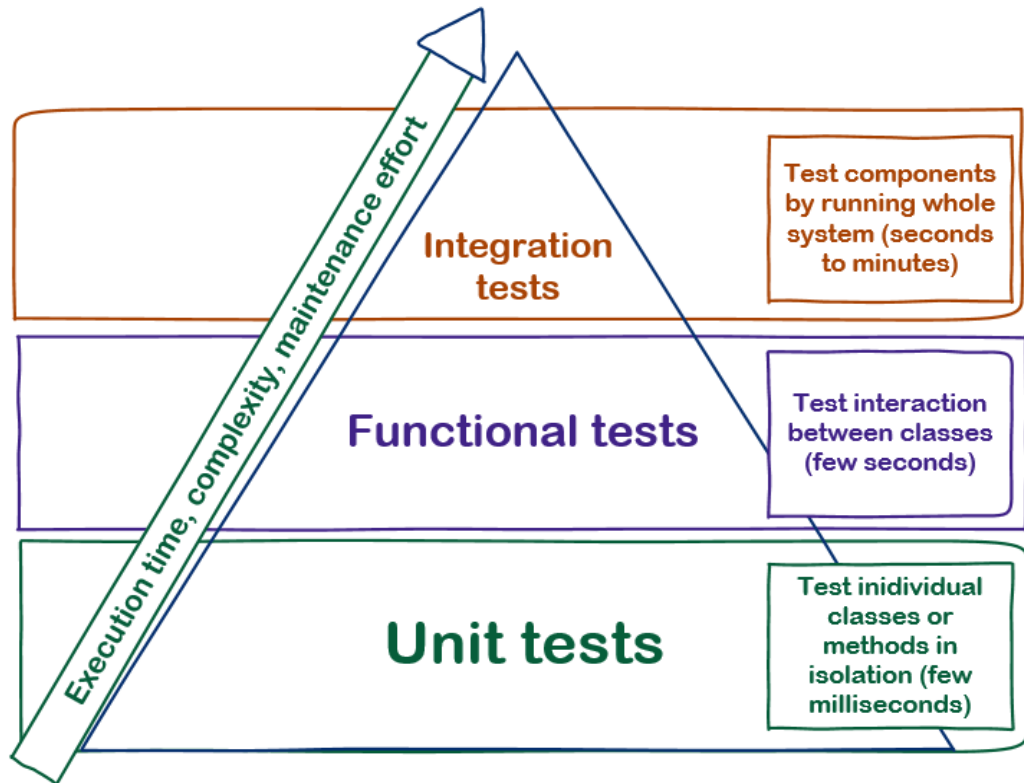 Execution time, complexity, maintenance effort
Integration
tests
Test components
by running whole
system (seconds
to minutes)
Functional tests
Test interaction
between classes
(few seconds)
Unit tests
Test inidividual
classes or
methods in
isolation (few
milliseconds)